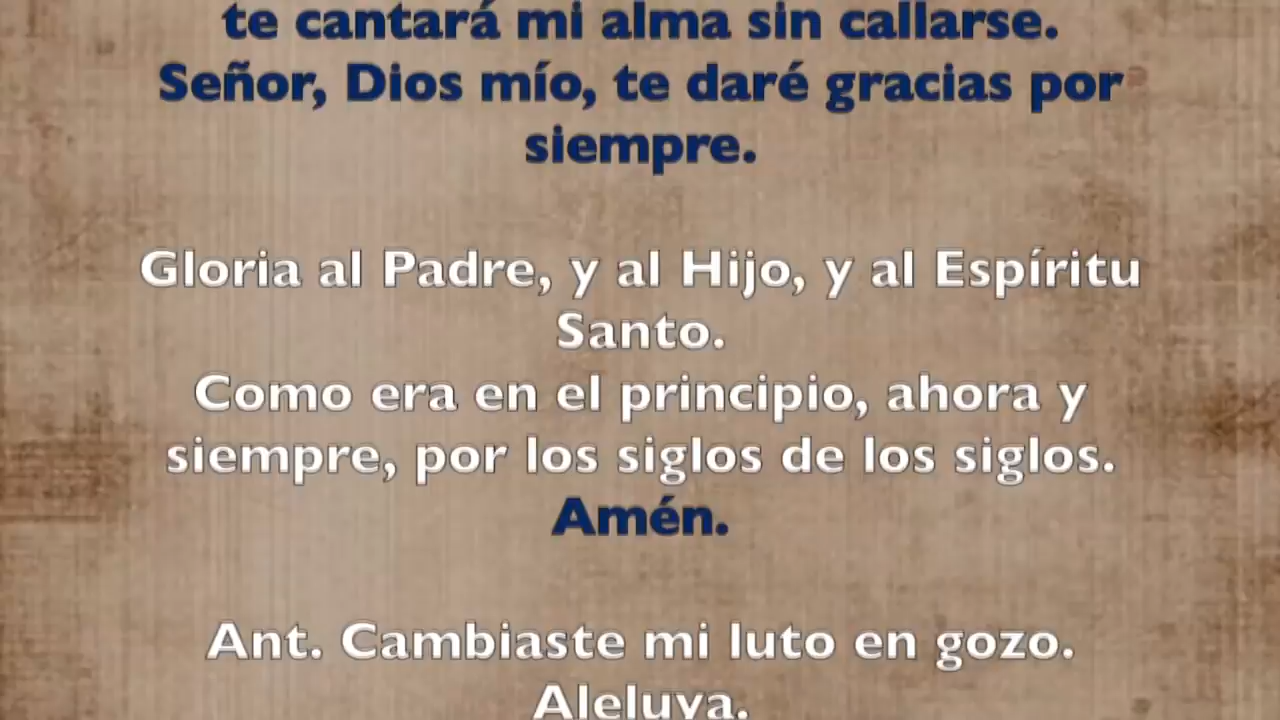 te cantará mi alma sin callarse.
Señor, Dios mío, te daré gracias por
siempre.
Gloria al Padre, y al Hijo, y al Espíritu
Santo.
Como era en el principio, ahora y
siempre, por los siglos de los siglos.
Amén.
Ant. Cambiaste mi luto en gozo.
Aleluya.